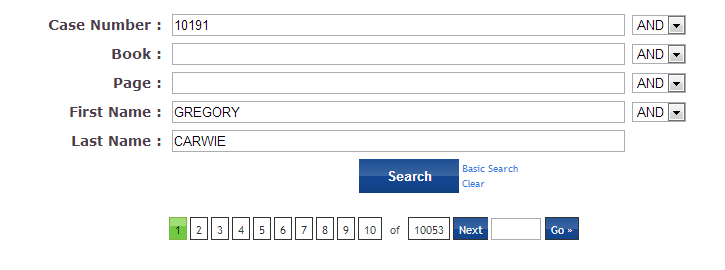 Case Number : 10191 AND
Book : AND
Page : AND
First Name : GREGORY AND
Last Name : CARWIE
Search Basic Search
Clear
1 2 3 4 5 6 7 8 9 10 of 10053 Next Go »